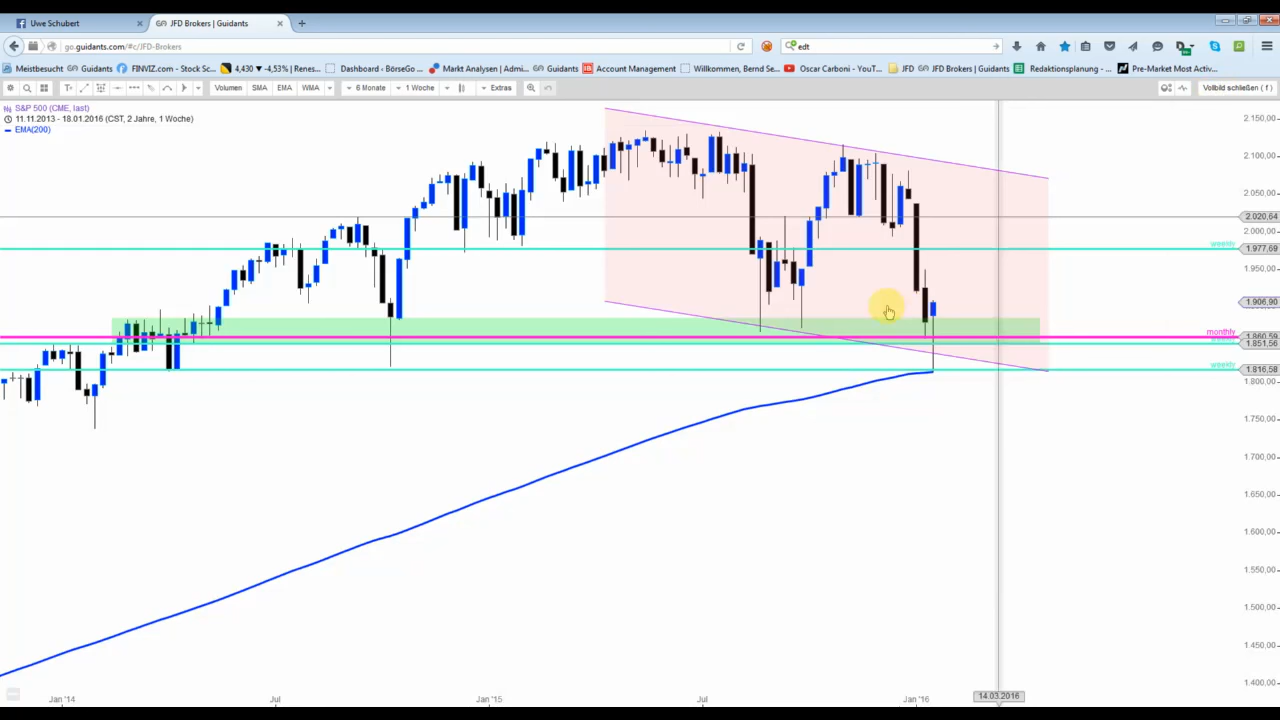 Uwe Schubert × JFD Brokers | Guidants × +
go.guidants.com/#c/JFD-Brokers edt
Meistbesucht Guidants FINVIZ.com - Stock Sc... 4,430 ▼ -4,53% | Renes... Dashboard - BörseGo ... Markt Analysen | Admi... Guidants Account Management Willkommen, Bernd Se... Oscar Carboni - YouT... JFD JFD Brokers | Guidants Redaktionsplanung - ... Pre-Market Most Activ...
Volumen SMA EMA WMA 6 Monate 1 Woche Extras Vollbild schließen ( f )
S&P 500 (CME, last)
11.11.2013 - 18.01.2016 (CST, 2 Jahre, 1 Woche)
EMA(200)
2.150,00
2.100,00
2.050,00
2.020,64
2.000,00
weekly
1.977,69
1.950,00
1.906,90
monthly
1.860,59
1.851,56
weekly
1.816,58
1.800,00
1.750,00
1.700,00
1.650,00
1.600,00
1.550,00
1.500,00
1.450,00
1.400,00
Jan '14 Jul Jan '15 Jul Jan '16 14.03.2016